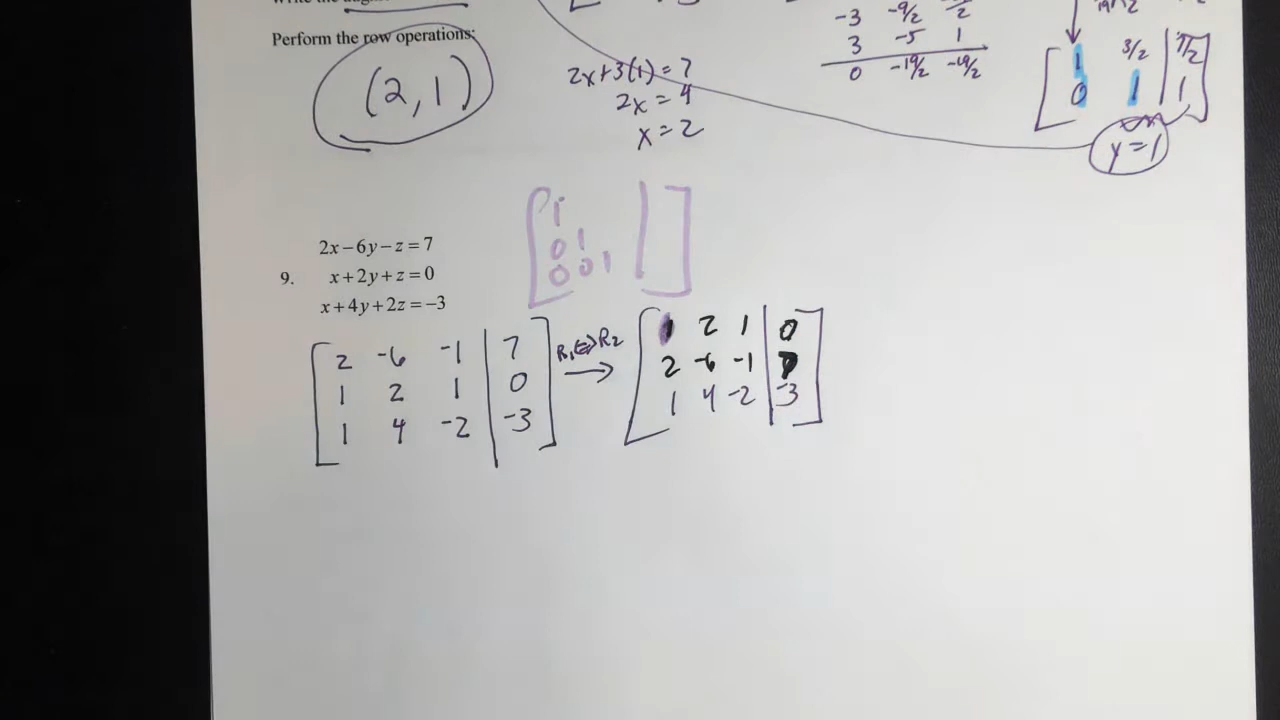 Perform the row operations:
(2, 1)
2x+3(1)=7
2x=4
x=2
-3 -9/2
3 -5 1
0 -19/2 -19/2
1 3/2 7/2
0 1 1
y=1
1
0 1
0 0 1
2x−6y−z=7
9. x+2y+z=0
x+4y+2z=−3
2 -6 -1 7
1 2 1 0
1 4 -2 -3
R₁⇔R₂
1 2 1 0
2 -6 -1 7
1 4 -2 -3